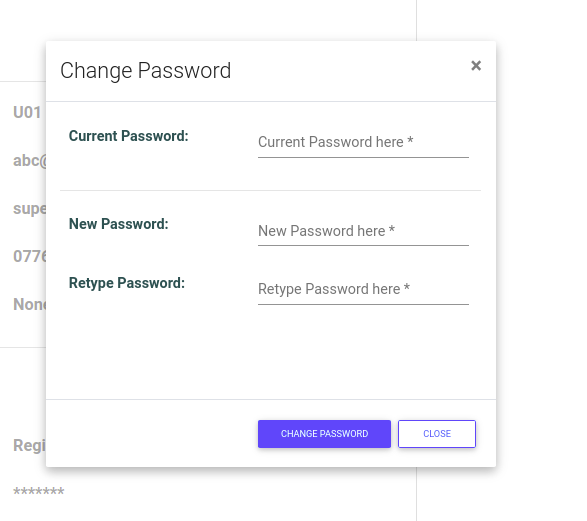 Change Password ×
U01
Current Password: Current Password here *
abc@
supe
New Password: New Password here *
0776
Retype Password: Retype Password here *
None
CHANGE PASSWORD CLOSE
Regi
*******